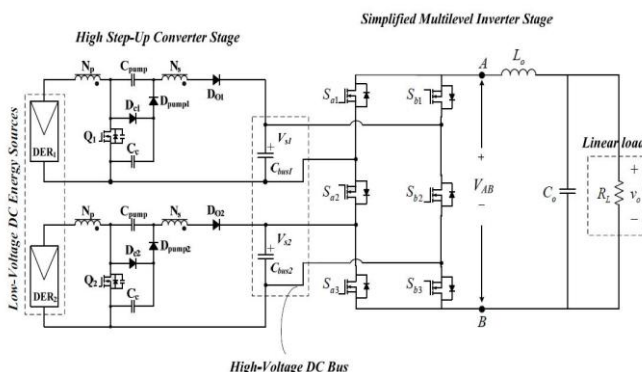 Simplified Multilevel Inverter Stage
High Step-Up Converter Stage
Low-Voltage DC Energy Sources
Np
Cpump
Ns
DO1
Dc1
Dpump1
Q1
Cc
DER1
Vs1
+
Cbus1
Np
Cpump
Ns
DO2
Dc2
Dpump2
Q2
Cc
DER2
Vs2
+
Cbus2
High-Voltage DC Bus
Sa1
Sb1
Sa2
Sb2
Sa3
Sb3
A
+
VAB
−
B
Lo
Co
Linear load
RL
+
vo
−